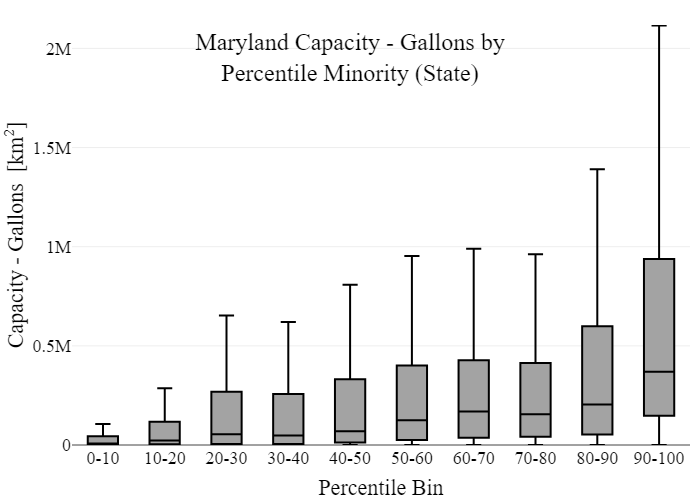 Maryland Capacity - Gallons by
Percentile Minority (State)
Capacity - Gallons [km²]
2M
1.5M
1M
0.5M
0
0-10 10-20 20-30 30-40 40-50 50-60 60-70 70-80 80-90 90-100
Percentile Bin